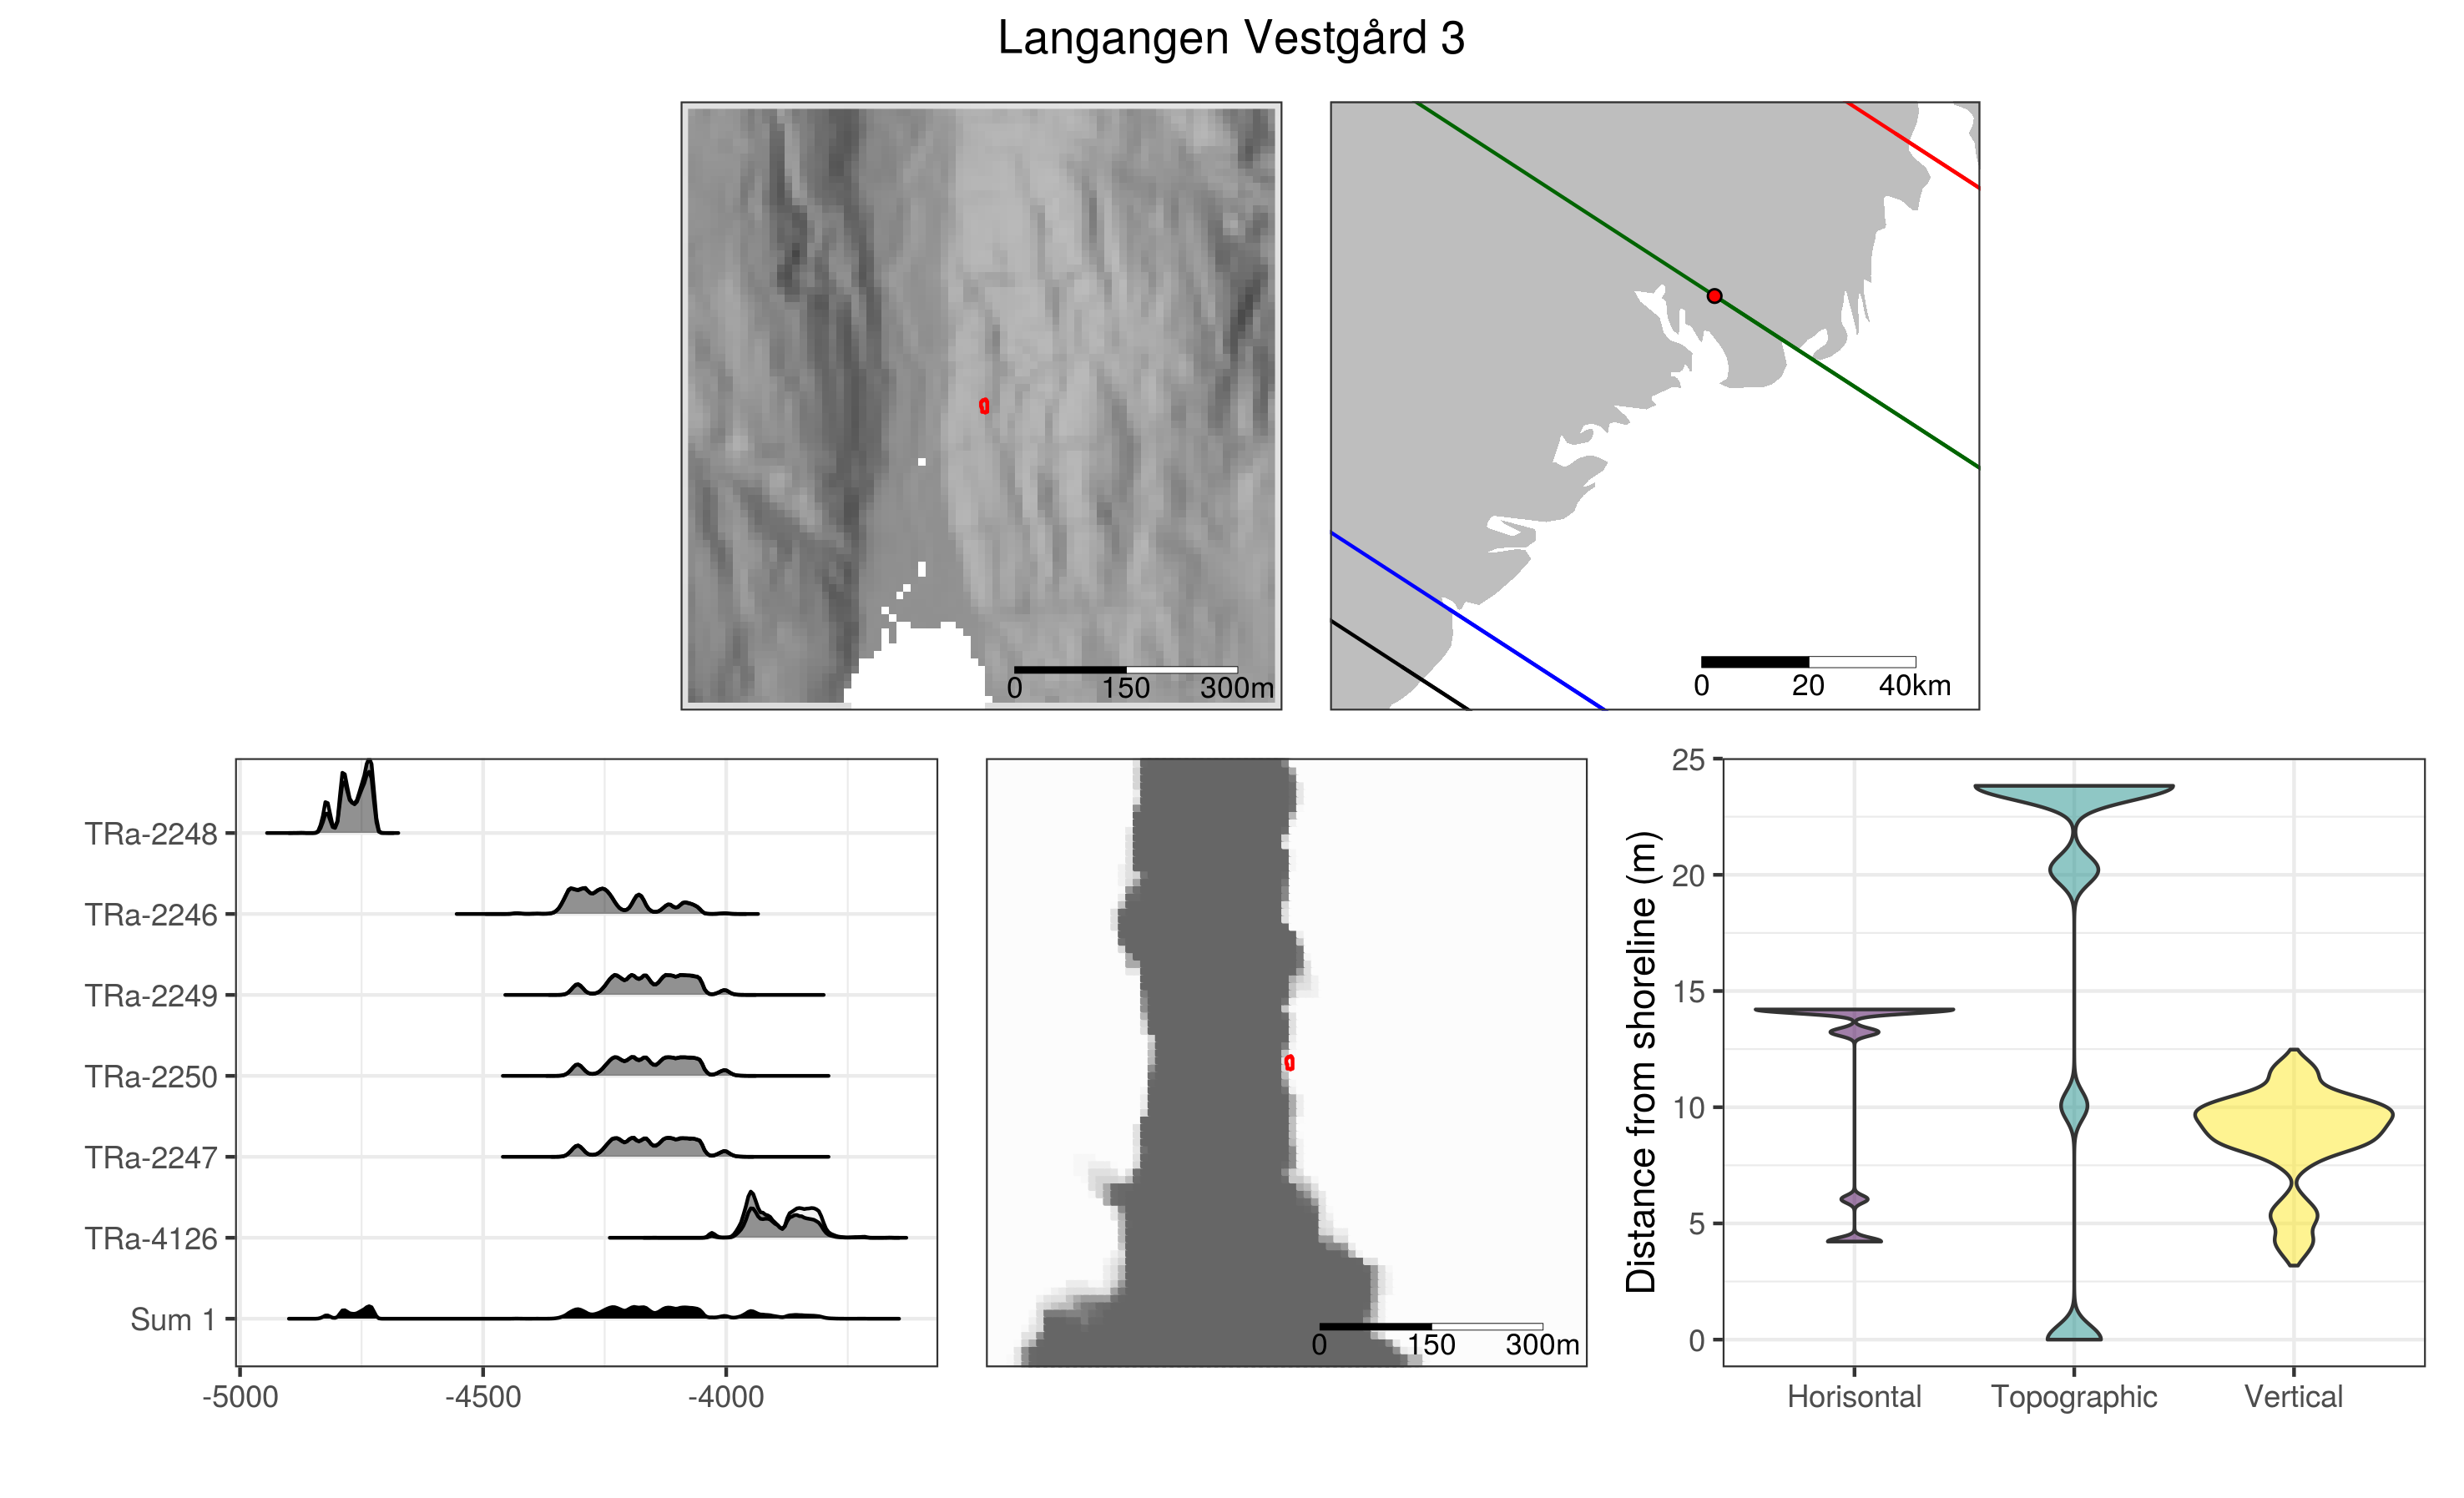 Langangen Vestgård 3
0 150 300m
0 20 40km
TRa-2248
TRa-2246
TRa-2249
TRa-2250
TRa-2247
TRa-4126
Sum 1
-5000 -4500 -4000
0 150 300m
Distance from shoreline (m)
25
20
15
10
5
0
Horisontal Topographic Vertical